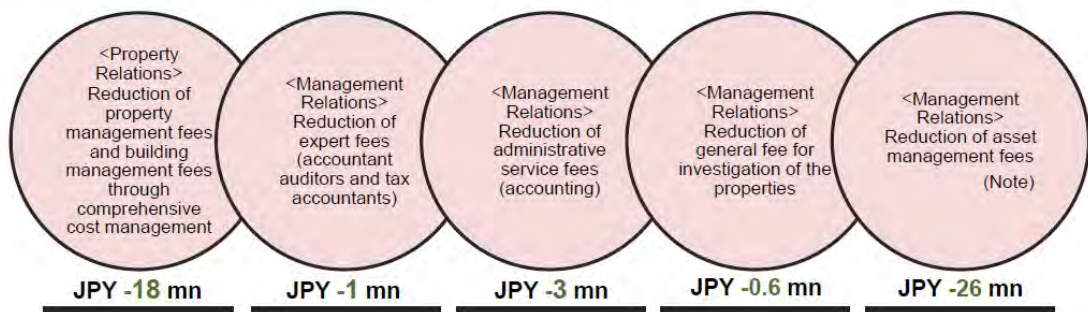 <Property
Relations>
Reduction of
property
management fees
and building
management fees
through
comprehensive
cost management
<Management
Relations>
Reduction of
expert fees
(accountant
auditors and tax
accountants)
<Management
Relations>
Reduction of
administrative
service fees
(accounting)
<Management
Relations>
Reduction of
general fee for
investigation of the
properties
<Management
Relations>
Reduction of asset
management fees
(Note)
JPY -18 mn
JPY -1 mn
JPY -3 mn
JPY -0.6 mn
JPY -26 mn